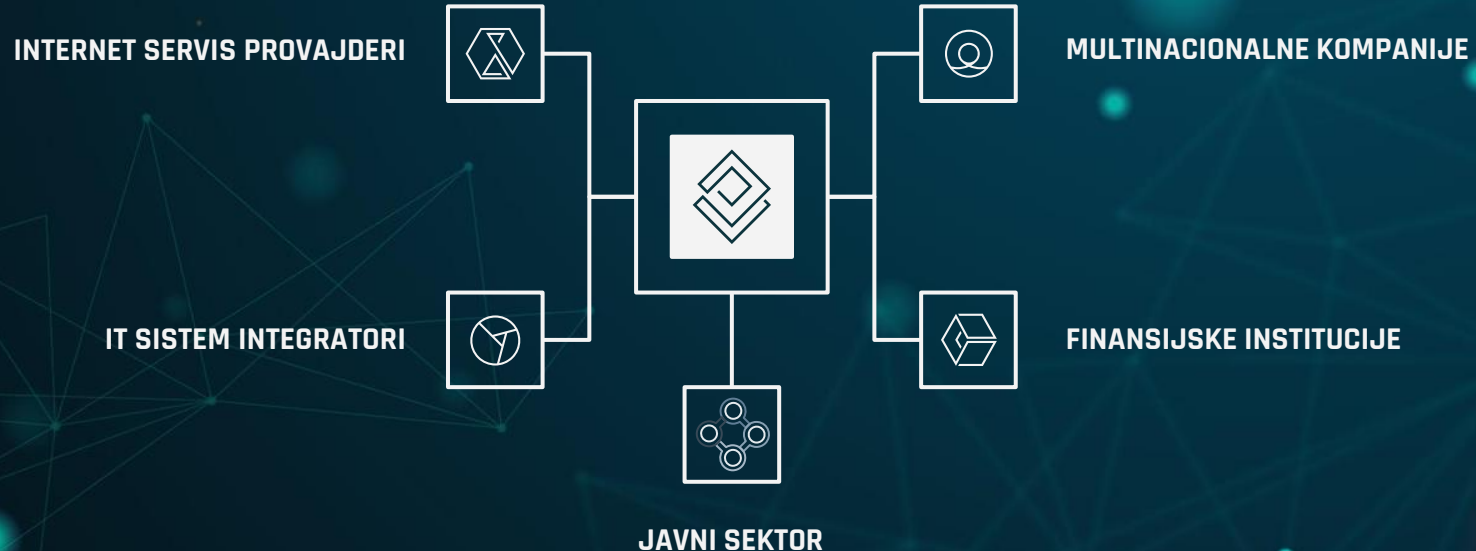 INTERNET SERVIS PROVAJDERI
MULTINACIONALNE KOMPANIJE
IT SISTEM INTEGRATORI
FINANSIJSKE INSTITUCIJE
JAVNI SEKTOR